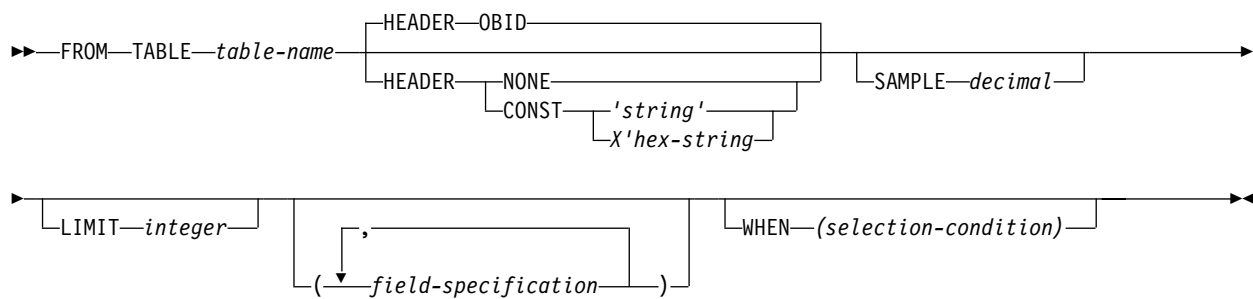 HEADER OBID
FROM TABLE table-name
HEADER NONE SAMPLE decimal
CONST 'string'
X'hex-string
LIMIT integer , WHEN (selection-condition)
( field-specification )